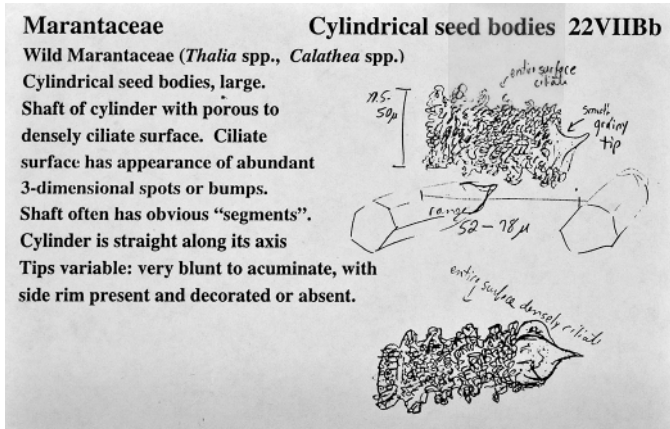 Marantaceae Cylindrical seed bodies 22VIIBb
Wild Marantaceae (Thalia spp., Calathea spp.)
Cylindrical seed bodies, large.
Shaft of cylinder with porous to
densely ciliate surface. Ciliate
surface has appearance of abundant
3-dimensional spots or bumps.
Shaft often has obvious “segments”.
Cylinder is straight along its axis
Tips variable: very blunt to acuminate, with
side rim present and decorated or absent.
entire surface
ciliate
50μ
tip
range
52-78μ
entire surface densely ciliate